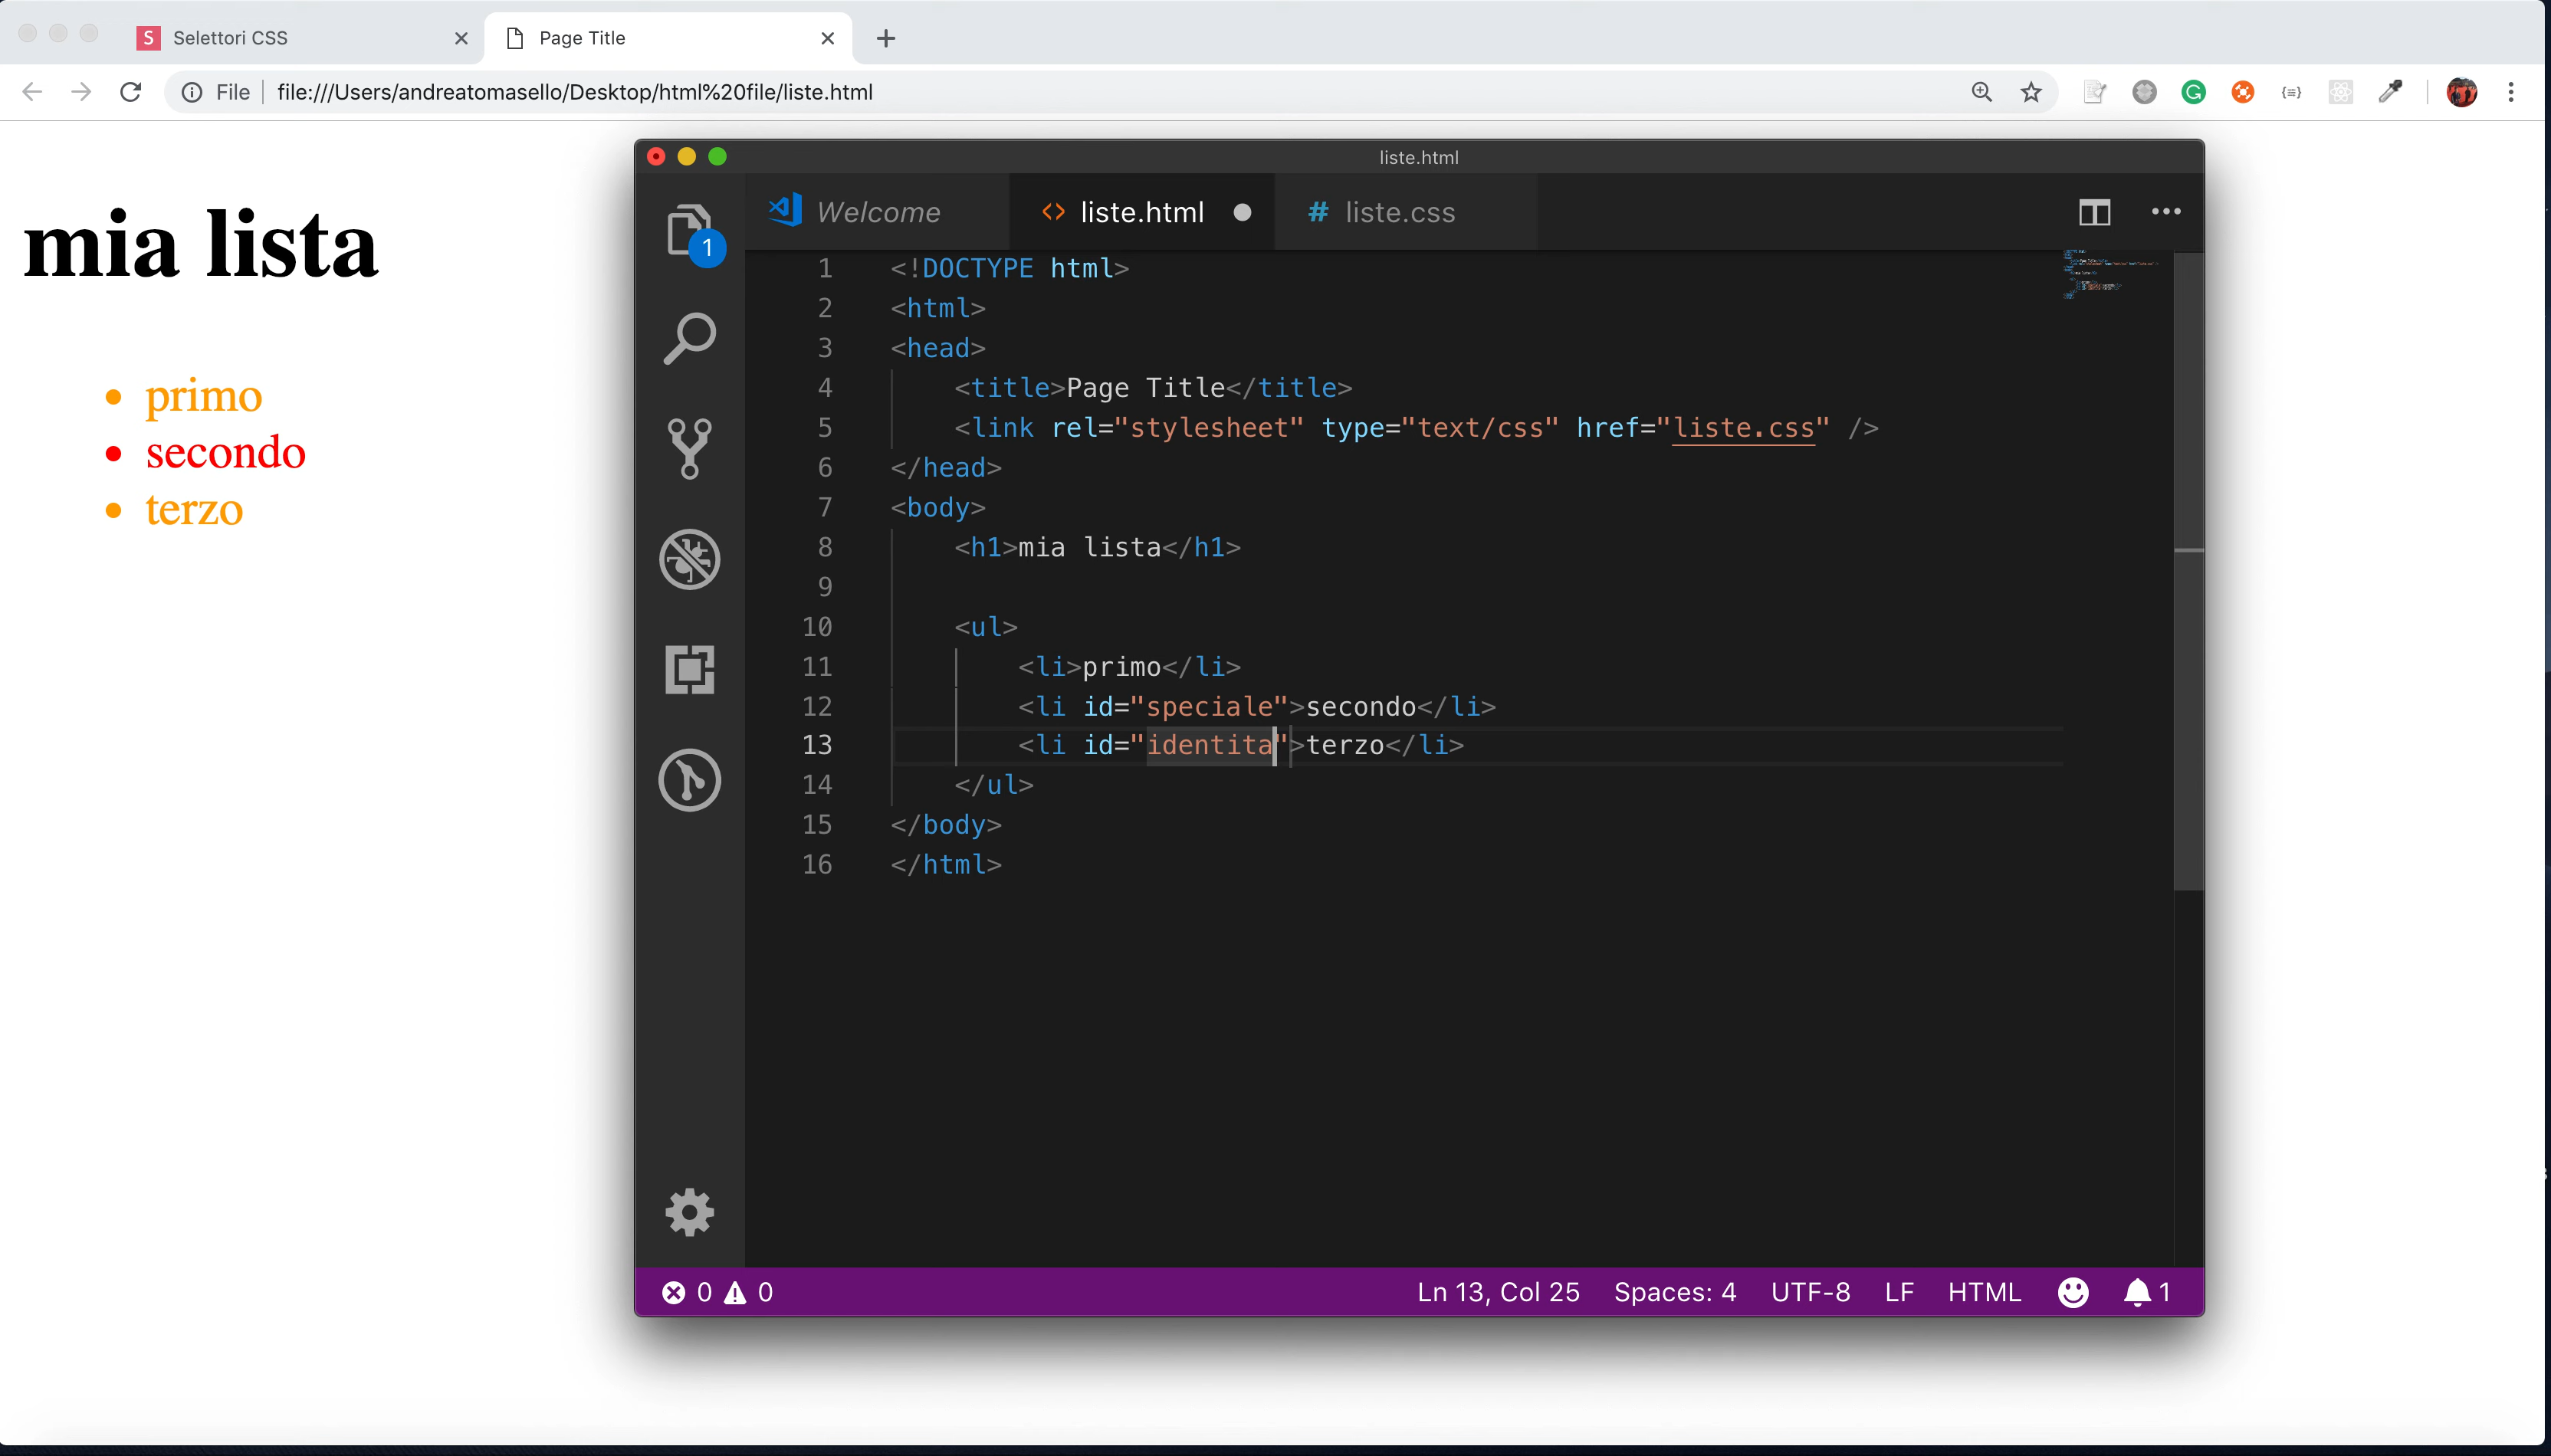 S Selettori CSS
Page Title
File file:///Users/andreatomasello/Desktop/html%20file/liste.html
mia lista
primo
secondo
terzo
liste.html
1
Welcome
<> liste.html
# liste.css
1 <!DOCTYPE html>
2 <html>
3 <head>
4 <title>Page Title</title>
5 <link rel="stylesheet" type="text/css" href="liste.css" />
6 </head>
7 <body>
8 <h1>mia lista</h1>
9
10 <ul>
11 <li>primo</li>
12 <li id="speciale">secondo</li>
13 <li id="identita">terzo</li>
14 </ul>
15 </body>
16 </html>
0 0 Ln 13, Col 25 Spaces: 4 UTF-8 LF HTML 1